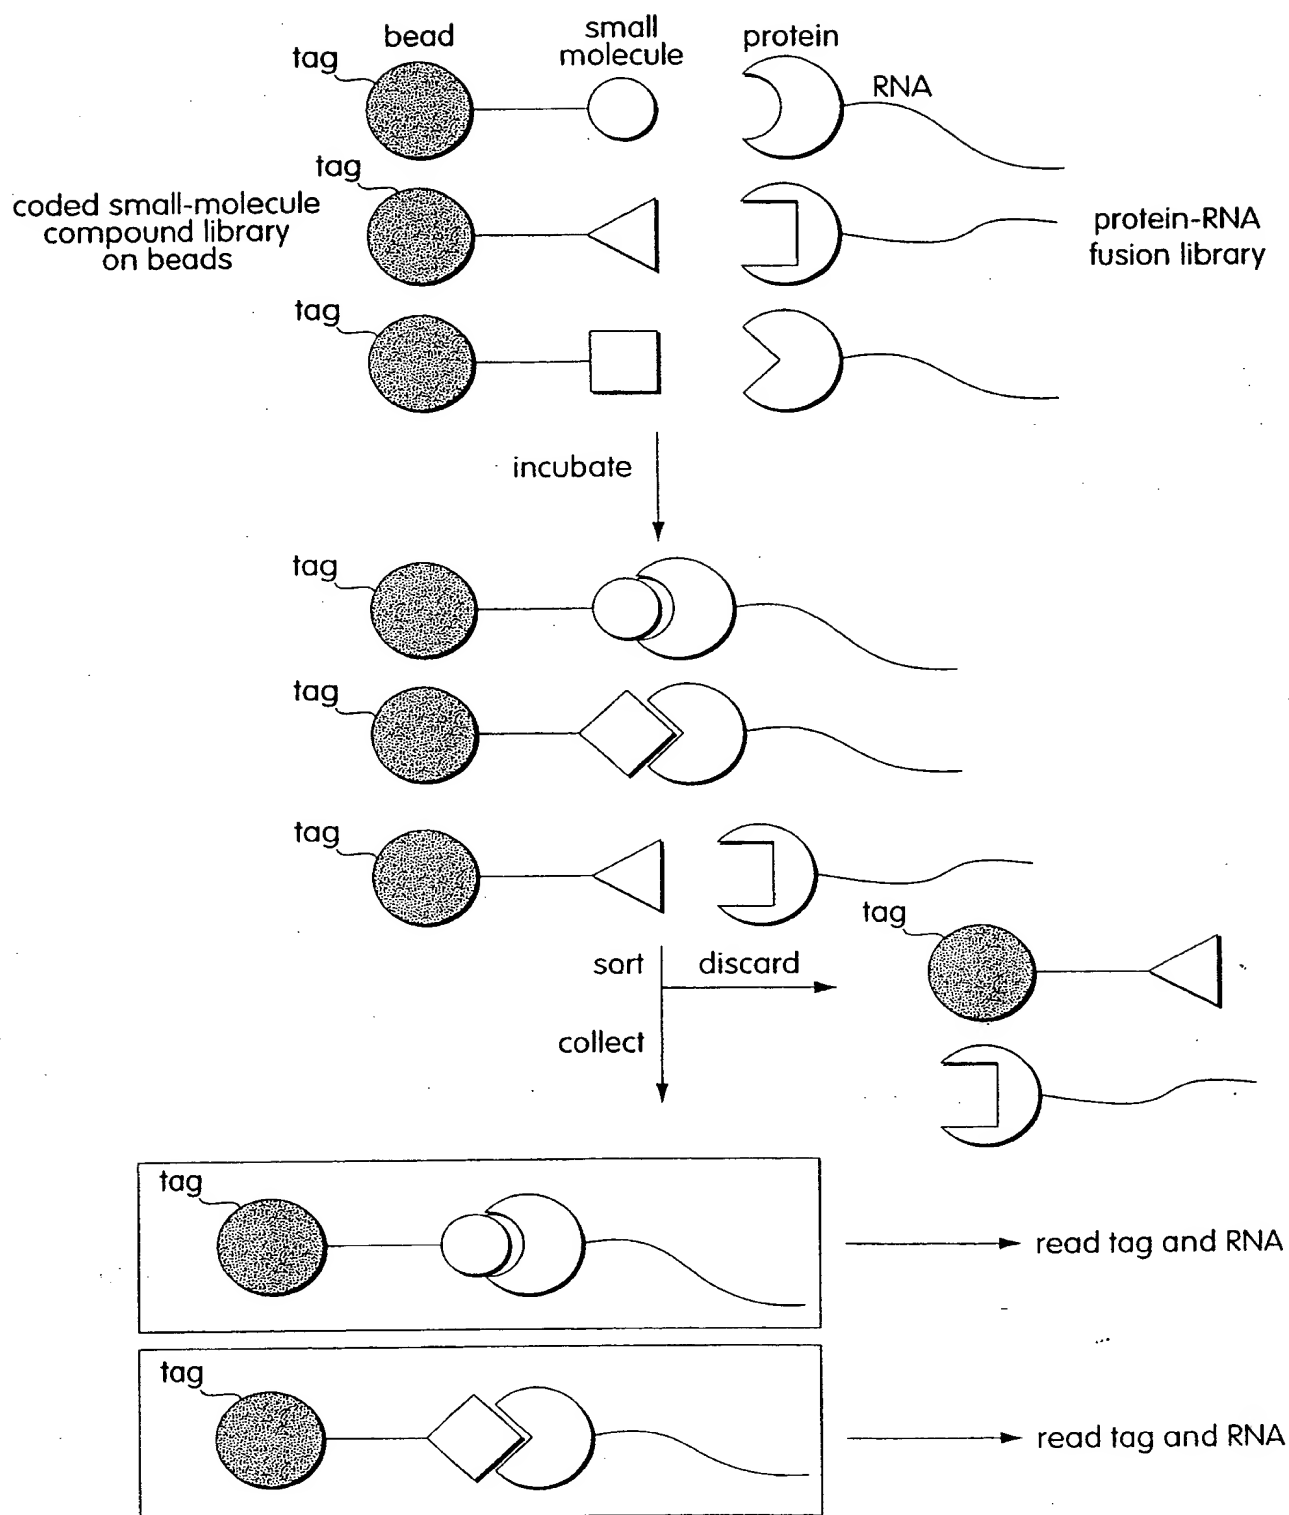 bead
small
molecule
protein
tag
RNA
tag
coded small-molecule
compound library
on beads
protein-RNA
fusion library
tag
incubate
tag
tag
tag
tag
sort
discard
collect
tag
read tag and RNA
tag
read tag and RNA